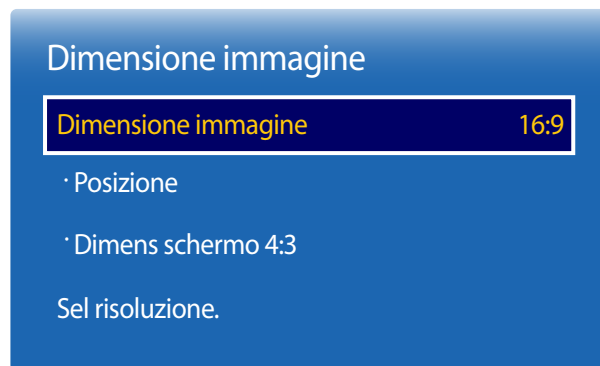 Dimensione immagine
Dimensione immagine 16:9
· Posizione
· Dimens schermo 4:3
Sel risoluzione.